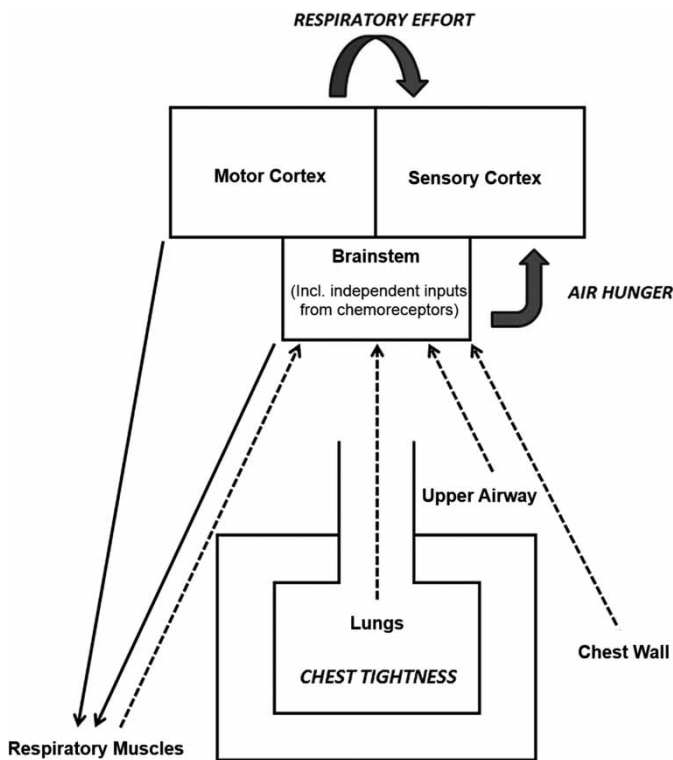 RESPIRATORY EFFORT
Motor Cortex
Sensory Cortex
Brainstem
(Incl. independent inputs
from chemoreceptors)
AIR HUNGER
Upper Airway
Lungs
CHEST TIGHTNESS
Chest Wall
Respiratory Muscles